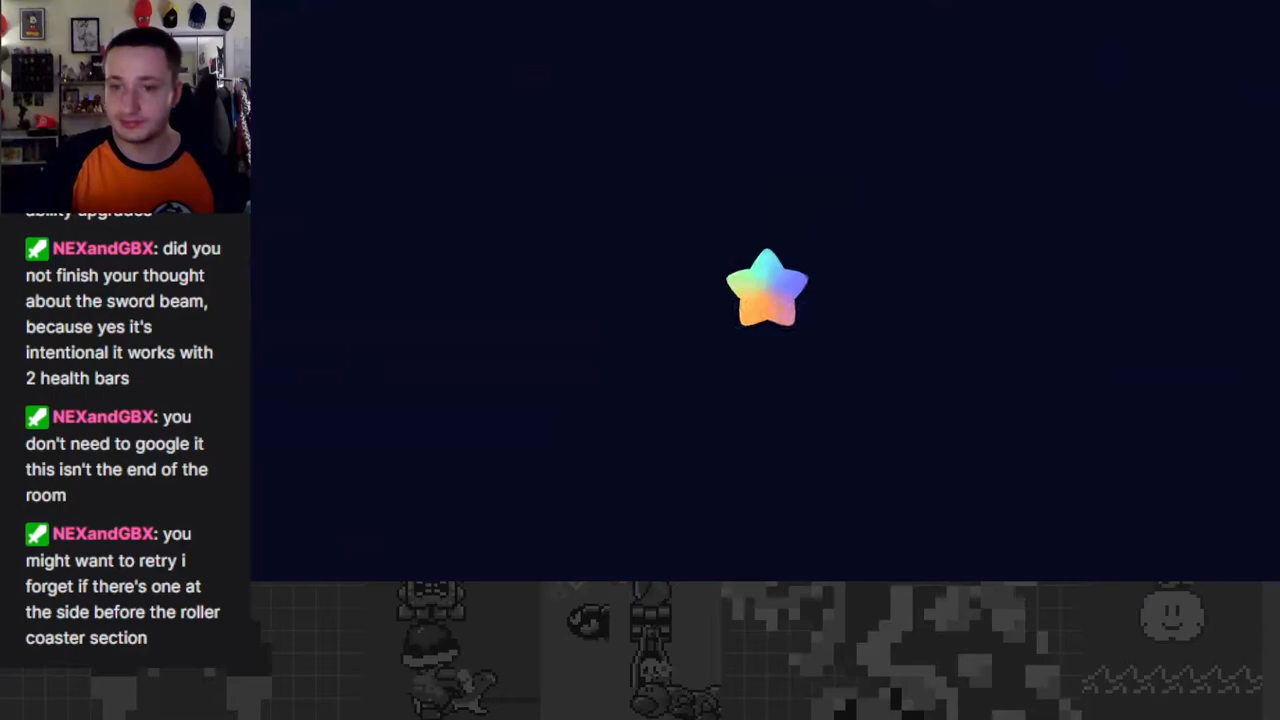 ability upgrades
NEXandGBX: did you
not finish your thought
about the sword beam,
because yes it's
intentional it works with
2 health bars
NEXandGBX: you
don't need to google it
this isn't the end of the
room
NEXandGBX: you
might want to retry i
forget if there's one at
the side before the roller
coaster section